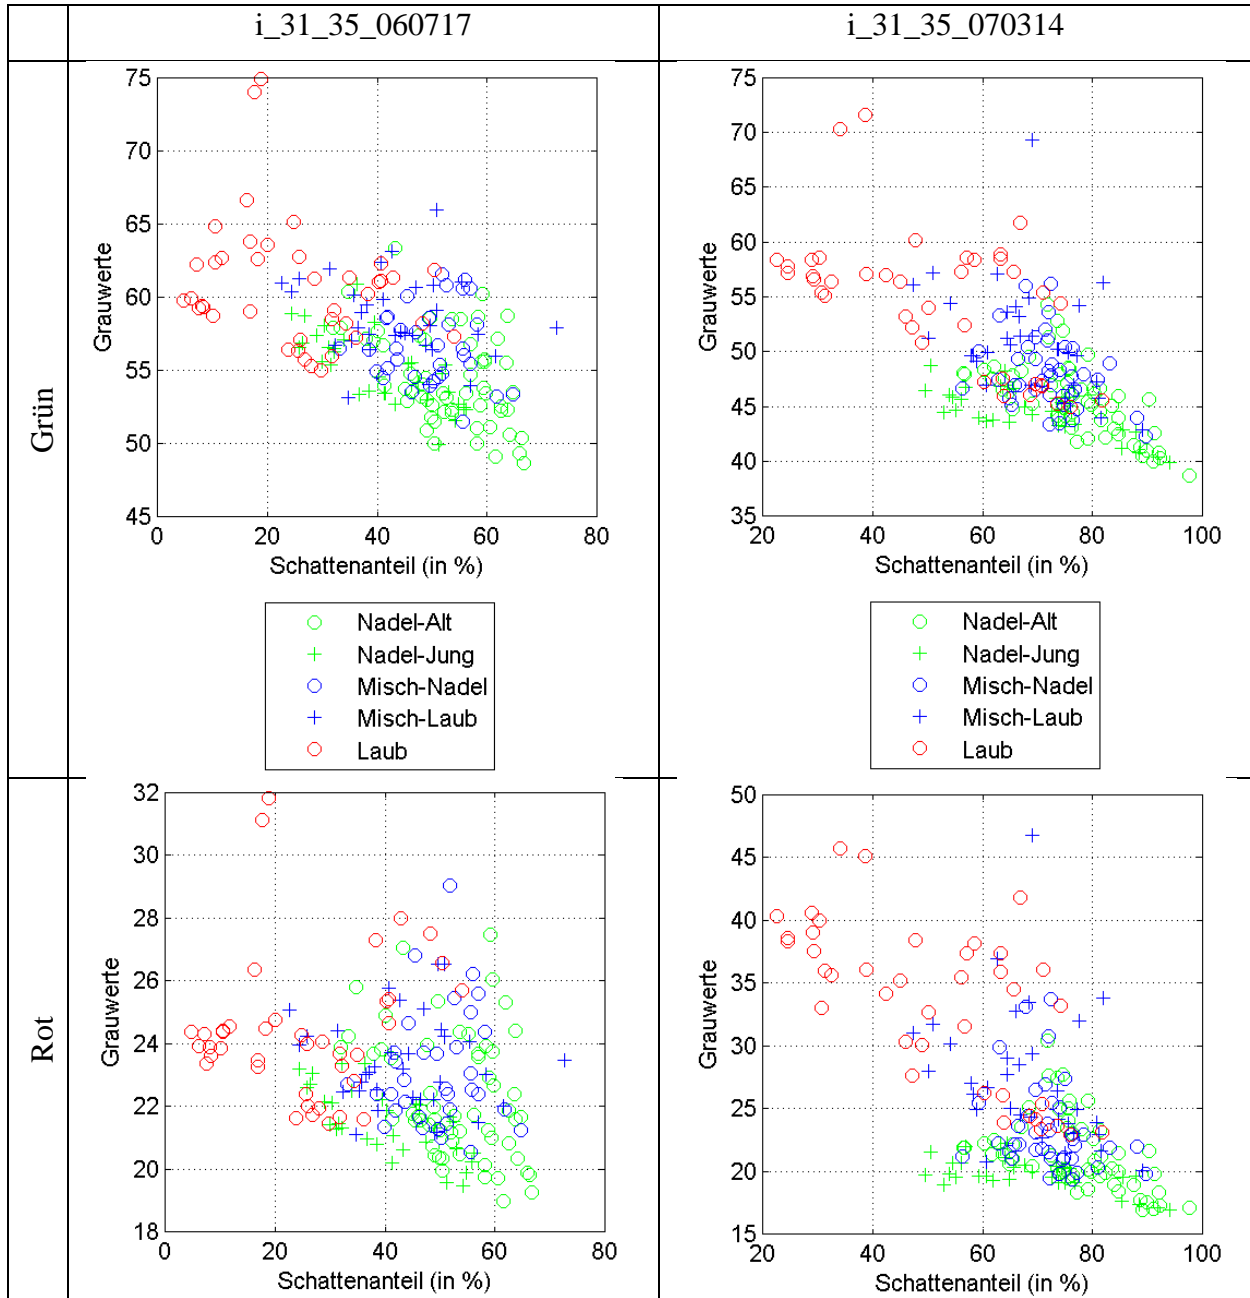 i_31_35_060717
i_31_35_070314
Grün
75
70
65
60
55
50
45
Grauwerte
0 20 40 60 80
Schattenanteil (in %)
75
70
65
60
55
50
45
40
35
Grauwerte
20 40 60 80 100
Schattenanteil (in %)
Nadel-Alt
Nadel-Jung
Misch-Nadel
Misch-Laub
Laub
Nadel-Alt
Nadel-Jung
Misch-Nadel
Misch-Laub
Laub
Rot
32
30
28
26
24
22
20
18
Grauwerte
0 20 40 60 80
Schattenanteil (in %)
50
45
40
35
30
25
20
15
Grauwerte
20 40 60 80 100
Schattenanteil (in %)